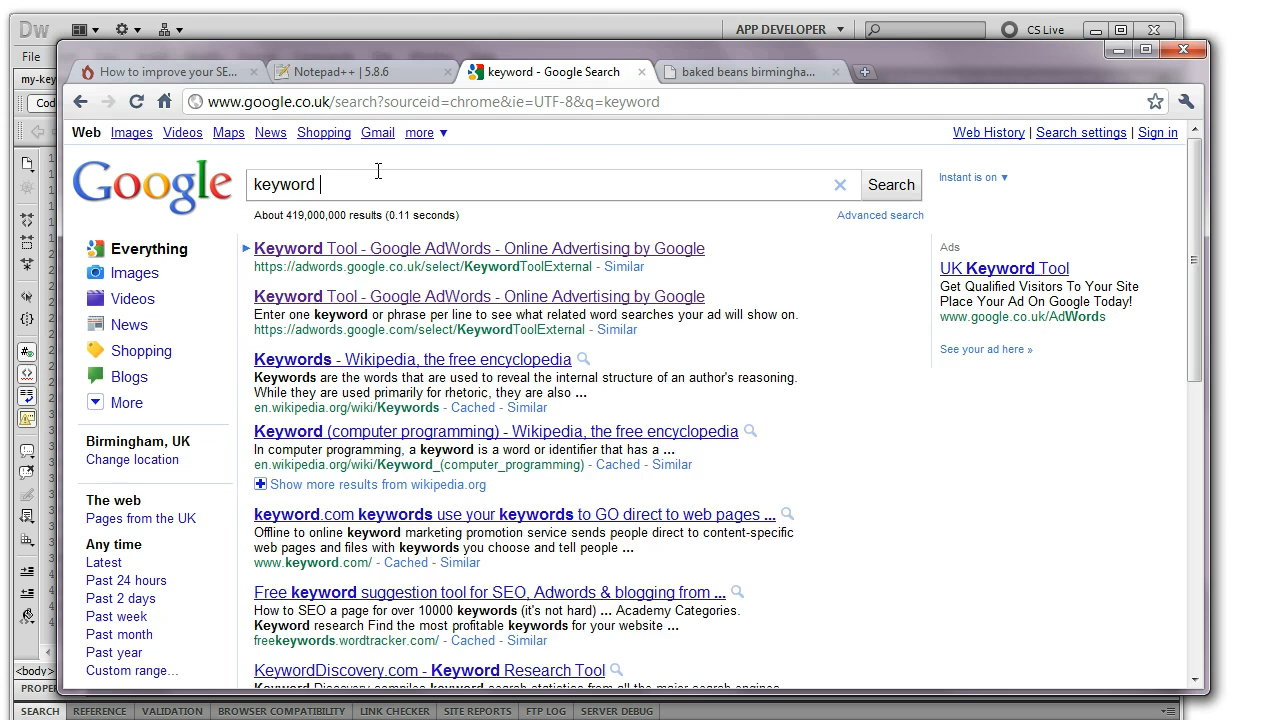 Dw
APP DEVELOPER
CS Live
File
my-key
Cod
How to improve your SE...
Notepad++ | 5.8.6
keyword - Google Search
baked beans birmingha...
www.google.co.uk/search?sourceid=chrome&ie=UTF-8&q=keyword
Web Images Videos Maps News Shopping Gmail more ▼
Web History | Search settings | Sign in
Google
keyword
Search
Instant is on ▼
About 419,000,000 results (0.11 seconds)
Advanced search
Everything
Images
Videos
News
Shopping
Blogs
More
Birmingham, UK
Change location
The web
Pages from the UK
Any time
Latest
Past 24 hours
Past 2 days
Past week
Past month
Past year
Custom range...
Keyword Tool - Google AdWords - Online Advertising by Google
https://adwords.google.co.uk/select/KeywordToolExternal - Similar
Keyword Tool - Google AdWords - Online Advertising by Google
Enter one keyword or phrase per line to see what related word searches your ad will show on.
https://adwords.google.com/select/KeywordToolExternal - Similar
Keywords - Wikipedia, the free encyclopedia
Keywords are the words that are used to reveal the internal structure of an author's reasoning.
While they are used primarily for rhetoric, they are also ...
en.wikipedia.org/wiki/Keywords - Cached - Similar
Keyword (computer programming) - Wikipedia, the free encyclopedia
In computer programming, a keyword is a word or identifier that has a ...
en.wikipedia.org/wiki/Keyword_(computer_programming) - Cached - Similar
Show more results from wikipedia.org
keyword.com keywords use your keywords to GO direct to web pages ...
Offline to online keyword marketing promotion service sends people direct to content-specific
web pages and files with keywords you choose and tell people ...
www.keyword.com/ - Cached - Similar
Free keyword suggestion tool for SEO, Adwords & blogging from ...
How to SEO a page for over 10000 keywords (it's not hard) ... Academy Categories.
Keyword research Find the most profitable keywords for your website ...
freekeywords.wordtracker.com/ - Cached - Similar
KeywordDiscovery.com - Keyword Research Tool
Ads
UK Keyword Tool
Get Qualified Visitors To Your Site
Place Your Ad On Google Today!
www.google.co.uk/AdWords
See your ad here »
<body>
PROP
SEARCH REFERENCE VALIDATION BROWSER COMPATIBILITY LINK CHECKER SITE REPORTS FTP LOG SERVER DEBUG